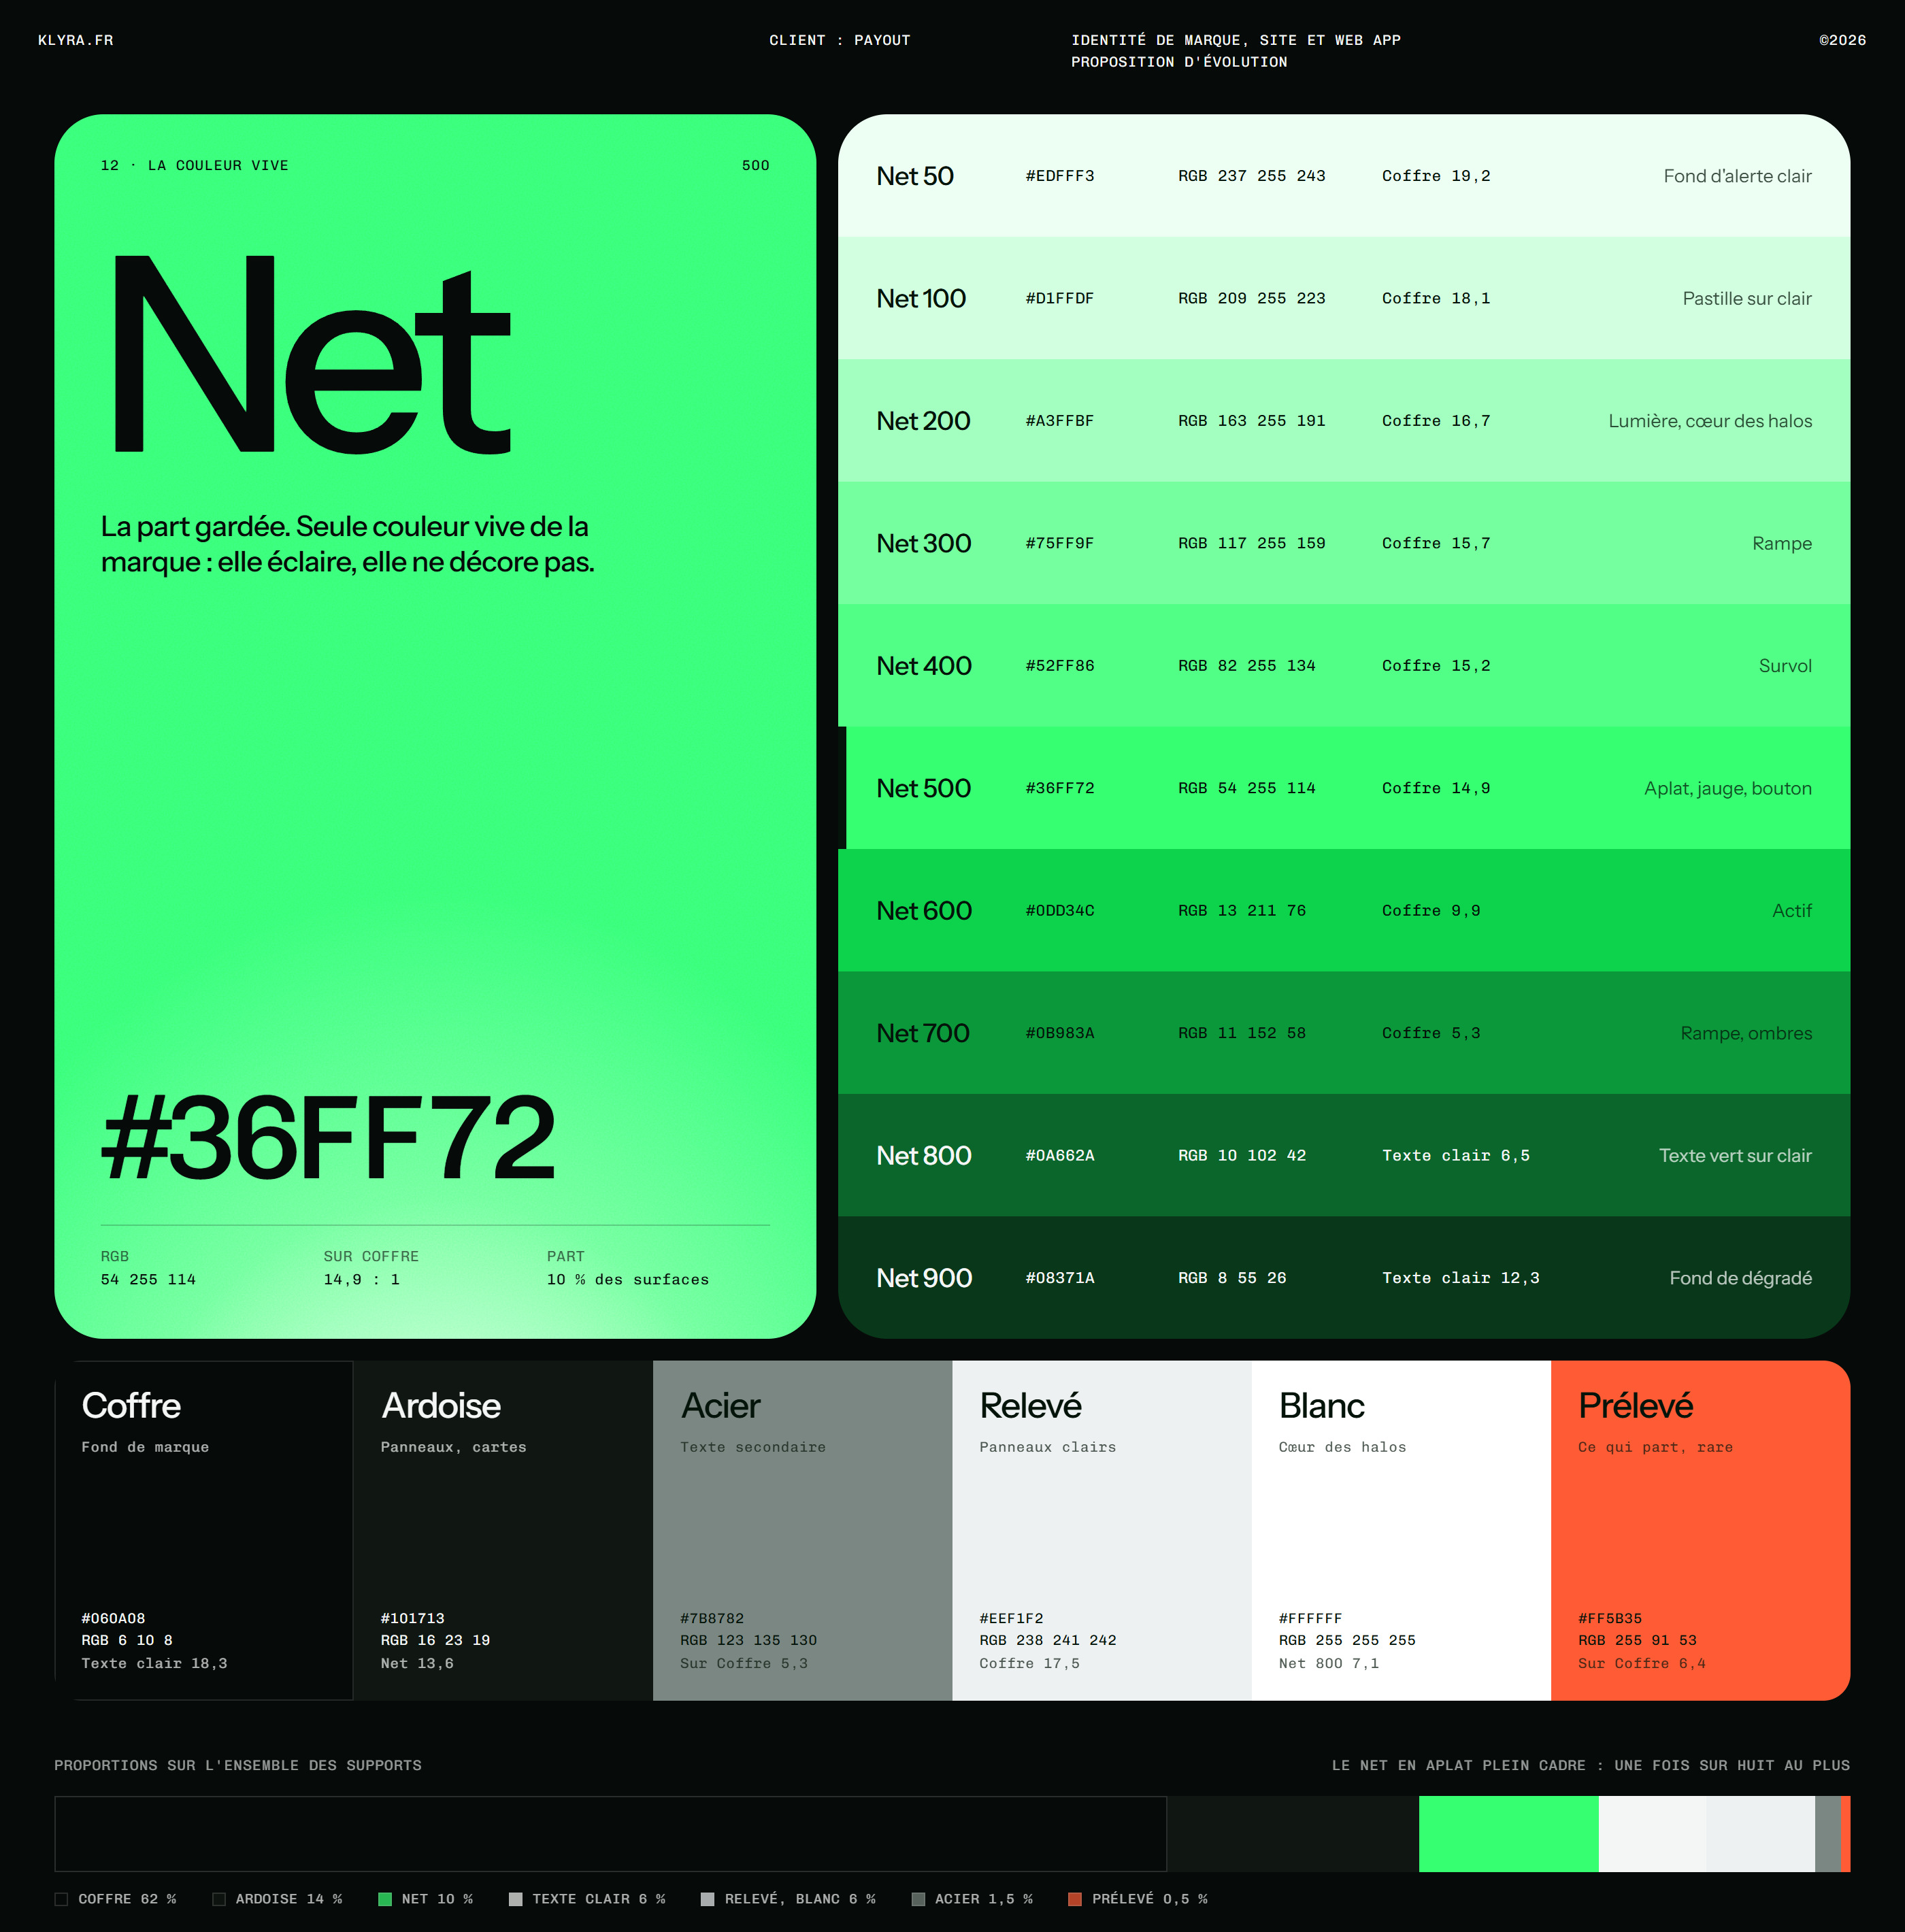 KLYRA.FR
CLIENT : PAYOUT
IDENTITÉ DE MARQUE, SITE ET WEB APP
PROPOSITION D'ÉVOLUTION
©2026
12 · LA COULEUR VIVE
500
Net
La part gardée. Seule couleur vive de la
marque : elle éclaire, elle ne décore pas.
#36FF72
RGB
54 255 114
SUR COFFRE
14,9 : 1
PART
10 % des surfaces
Net 50 #EDFFF3 RGB 237 255 243 Coffre 19,2 Fond d'alerte clair
Net 100 #D1FFDF RGB 209 255 223 Coffre 18,1 Pastille sur clair
Net 200 #A3FFBF RGB 163 255 191 Coffre 16,7 Lumière, cœur des halos
Net 300 #75FF9F RGB 117 255 159 Coffre 15,7 Rampe
Net 400 #52FF86 RGB 82 255 134 Coffre 15,2 Survol
Net 500 #36FF72 RGB 54 255 114 Coffre 14,9 Aplat, jauge, bouton
Net 600 #0DD34C RGB 13 211 76 Coffre 9,9 Actif
Net 700 #0B983A RGB 11 152 58 Coffre 5,3 Rampe, ombres
Net 800 #0A662A RGB 10 102 42 Texte clair 6,5 Texte vert sur clair
Net 900 #08371A RGB 8 55 26 Texte clair 12,3 Fond de dégradé
Coffre
Fond de marque
#060A08
RGB 6 10 8
Texte clair 18,3
Ardoise
Panneaux, cartes
#101713
RGB 16 23 19
Net 13,6
Acier
Texte secondaire
#7B8782
RGB 123 135 130
Sur Coffre 5,3
Relevé
Panneaux clairs
#EEF1F2
RGB 238 241 242
Coffre 17,5
Blanc
Cœur des halos
#FFFFFF
RGB 255 255 255
Net 800 7,1
Prélevé
Ce qui part, rare
#FF5B35
RGB 255 91 53
Sur Coffre 6,4
PROPORTIONS SUR L'ENSEMBLE DES SUPPORTS
LE NET EN APLAT PLEIN CADRE : UNE FOIS SUR HUIT AU PLUS
COFFRE 62 %
ARDOISE 14 %
NET 10 %
TEXTE CLAIR 6 %
RELEVÉ, BLANC 6 %
ACIER 1,5 %
PRÉLEVÉ 0,5 %